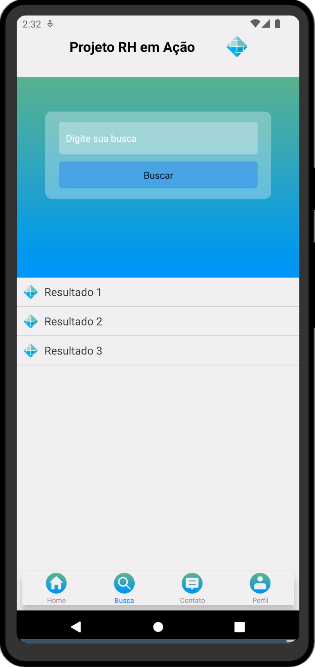 2:32
Projeto RH em Ação
Digite sua busca
Buscar
Resultado 1
Resultado 2
Resultado 3
Home Busca Contato Perfil